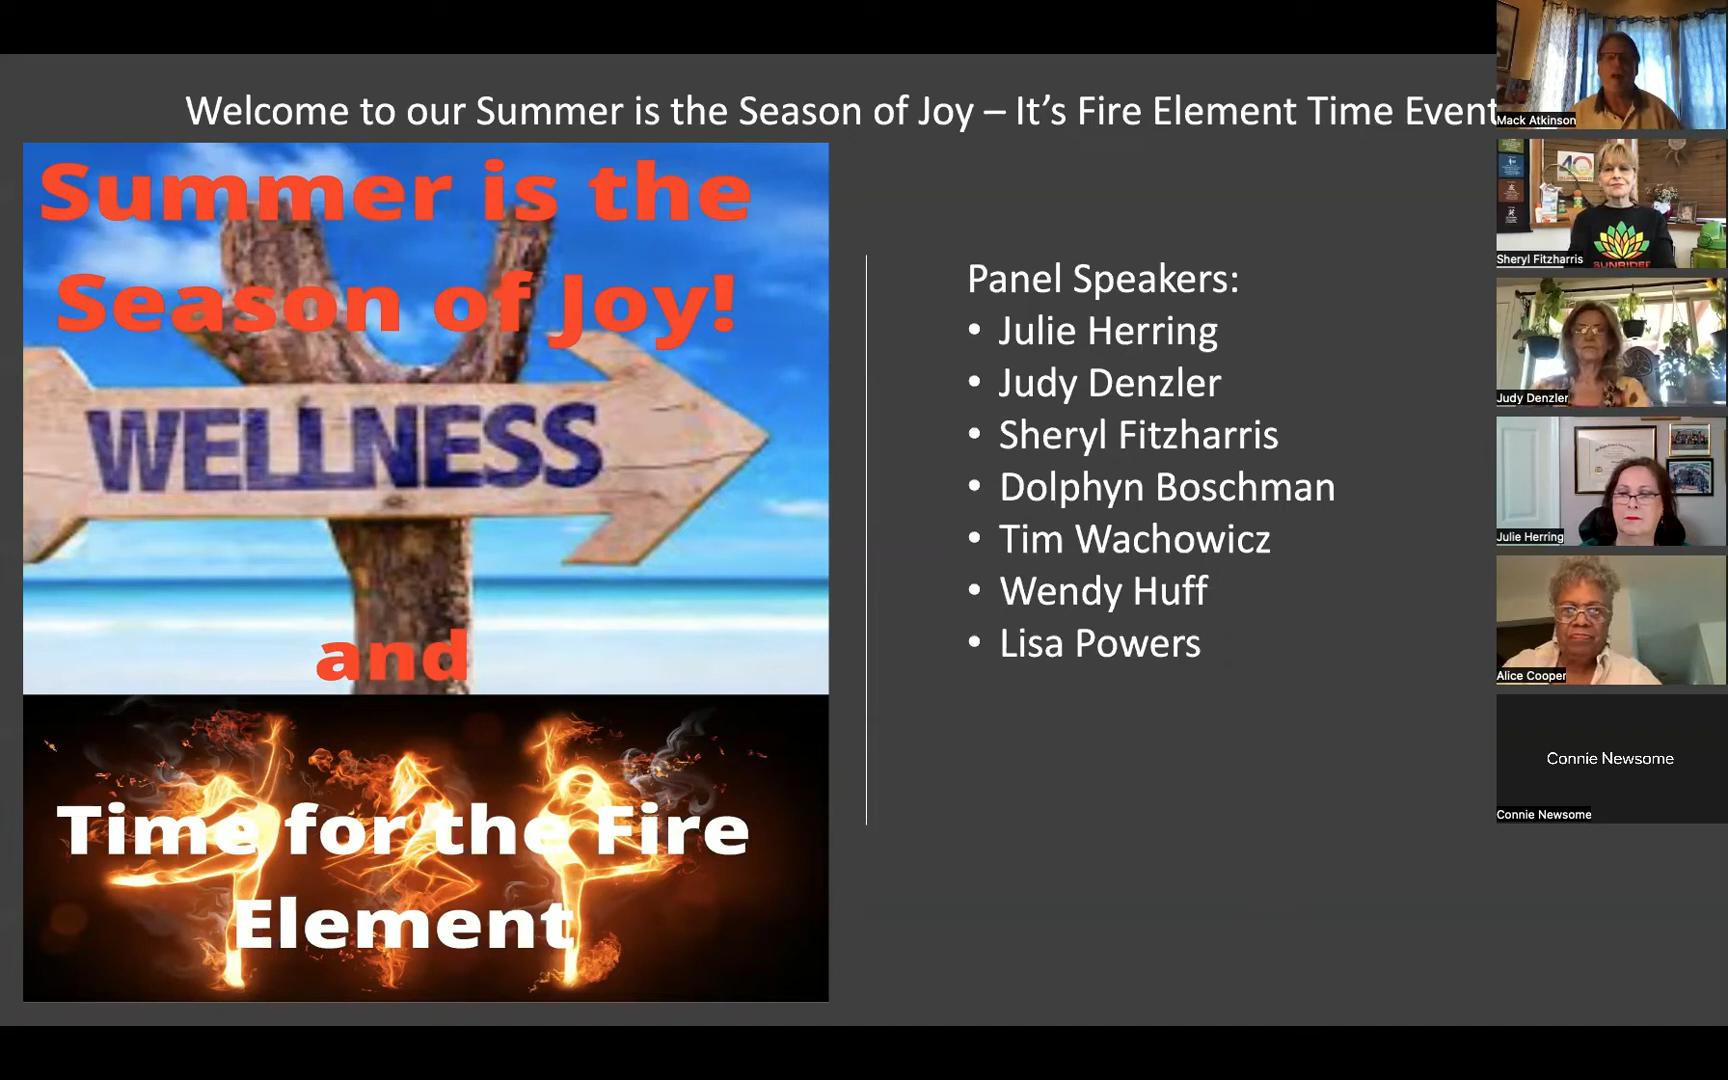 Welcome to our Summer is the Season of Joy – It's Fire Element Time Event
Summer is the
Season of Joy!
WELLNESS
and
Time for the Fire
Element
Panel Speakers:
• Julie Herring
• Judy Denzler
• Sheryl Fitzharris
• Dolphyn Boschman
• Tim Wachowicz
• Wendy Huff
• Lisa Powers
Mack Atkinson
40
SUNRIDER
Sheryl Fitzharris
Judy Denzler
Julie Herring
Alice Cooper
Connie Newsome
Connie Newsome